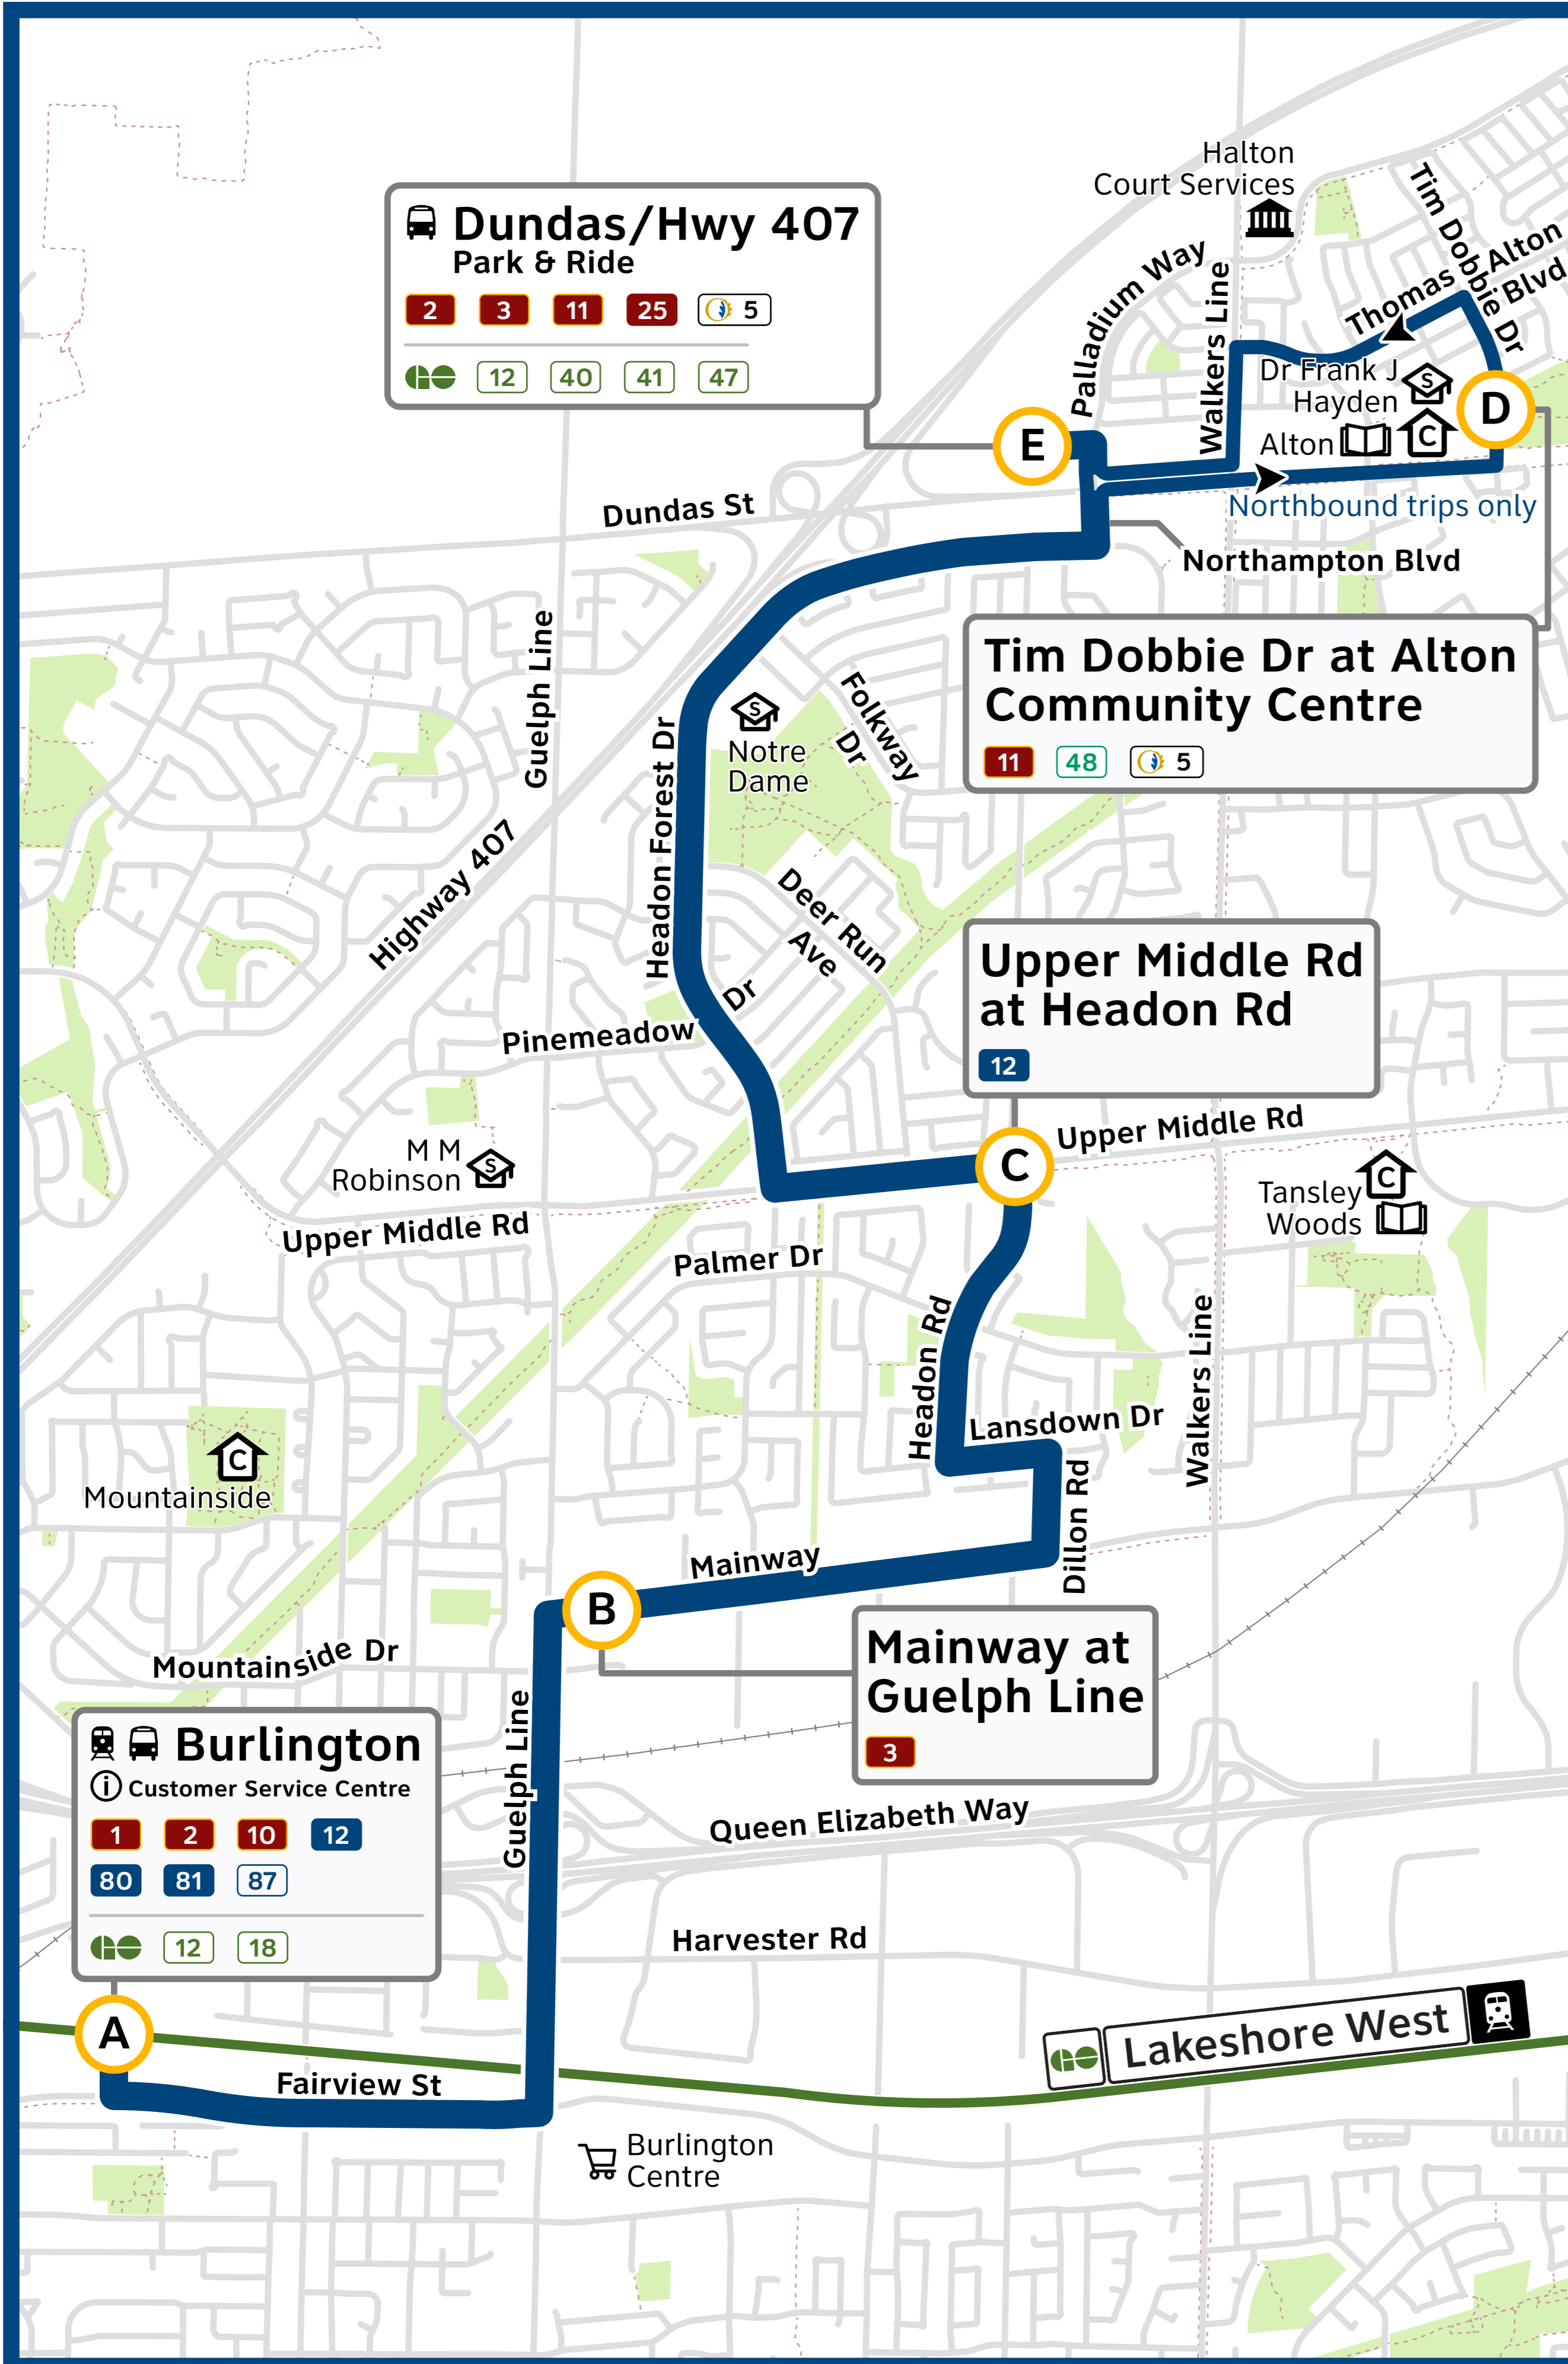 Halton
Court Services
Dundas/Hwy 407
Park & Ride
2 3 11 25 5
GO 12 40 41 47
Tim Dobbie Dr
Thomas Alton
Blvd
Palladium Way
Walkers Line
Dr Frank J
Hayden
S
D
Alton
C
E
Northbound trips only
Dundas St
Northampton Blvd
Guelph Line
Tim Dobbie Dr at Alton
Community Centre
11 48 5
Folkway
Dr
S
Notre
Dame
Headon Forest Dr
Highway 407
Deer Run
Ave
Upper Middle Rd
at Headon Rd
12
Pinemeadow Dr
Upper Middle Rd
C
M M
Robinson
S
Tansley
Woods
C
Upper Middle Rd
Palmer Dr
Headon Rd
Walkers Line
Lansdown Dr
C
Mountainside
Dillon Rd
Mainway
B
Mainway at
Guelph Line
3
Mountainside Dr
Guelph Line
Burlington
i Customer Service Centre
1 2 10 12
80 81 87
GO 12 18
Queen Elizabeth Way
Harvester Rd
GO Lakeshore West
A
Fairview St
Burlington
Centre